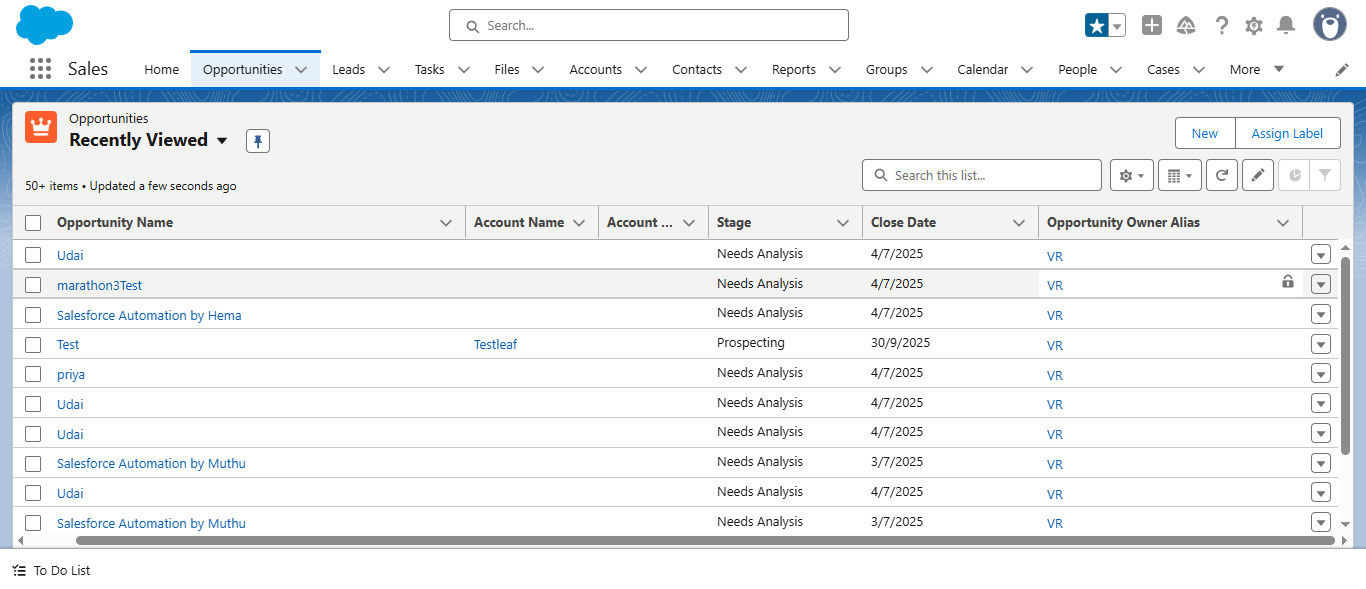 Search...
Sales Home Opportunities Leads Tasks Files Accounts Contacts Reports Groups Calendar People Cases More
Opportunities
Recently Viewed
New Assign Label
50+ items • Updated a few seconds ago
Search this list...
Opportunity Name Account Name Account ... Stage Close Date Opportunity Owner Alias
Udai Needs Analysis 4/7/2025 VR
marathon3Test Needs Analysis 4/7/2025 VR
Salesforce Automation by Hema Needs Analysis 4/7/2025 VR
Test Testleaf Prospecting 30/9/2025 VR
priya Needs Analysis 4/7/2025 VR
Udai Needs Analysis 4/7/2025 VR
Udai Needs Analysis 4/7/2025 VR
Salesforce Automation by Muthu Needs Analysis 3/7/2025 VR
Udai Needs Analysis 4/7/2025 VR
Salesforce Automation by Muthu Needs Analysis 3/7/2025 VR
To Do List